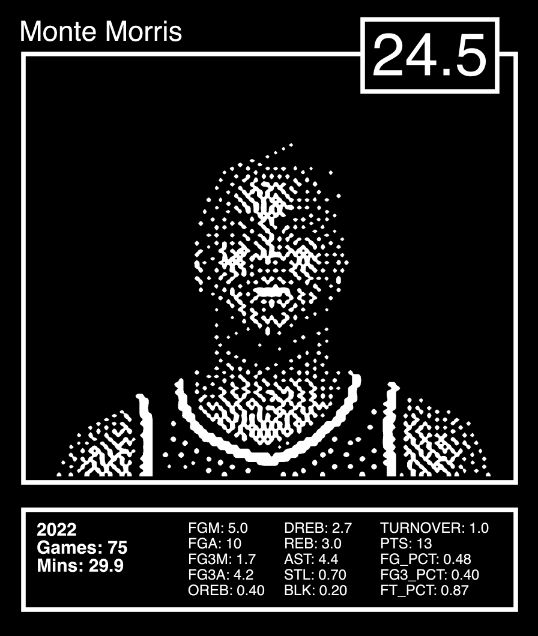 Monte Morris
24.5
2022
Games: 75
Mins: 29.9
FGM: 5.0
FGA: 10
FG3M: 1.7
FG3A: 4.2
OREB: 0.40
DREB: 2.7
REB: 3.0
AST: 4.4
STL: 0.70
BLK: 0.20
TURNOVER: 1.0
PTS: 13
FG_PCT: 0.48
FG3_PCT: 0.40
FT_PCT: 0.87